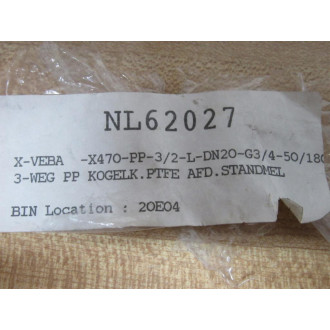 NL62027
X-VEBA -X470-PP-3/2-L-DN20-G3/4-50/180
3-WEG PP KOGELK.PTFE AFD.STANDMEL
BIN Location : 20E04